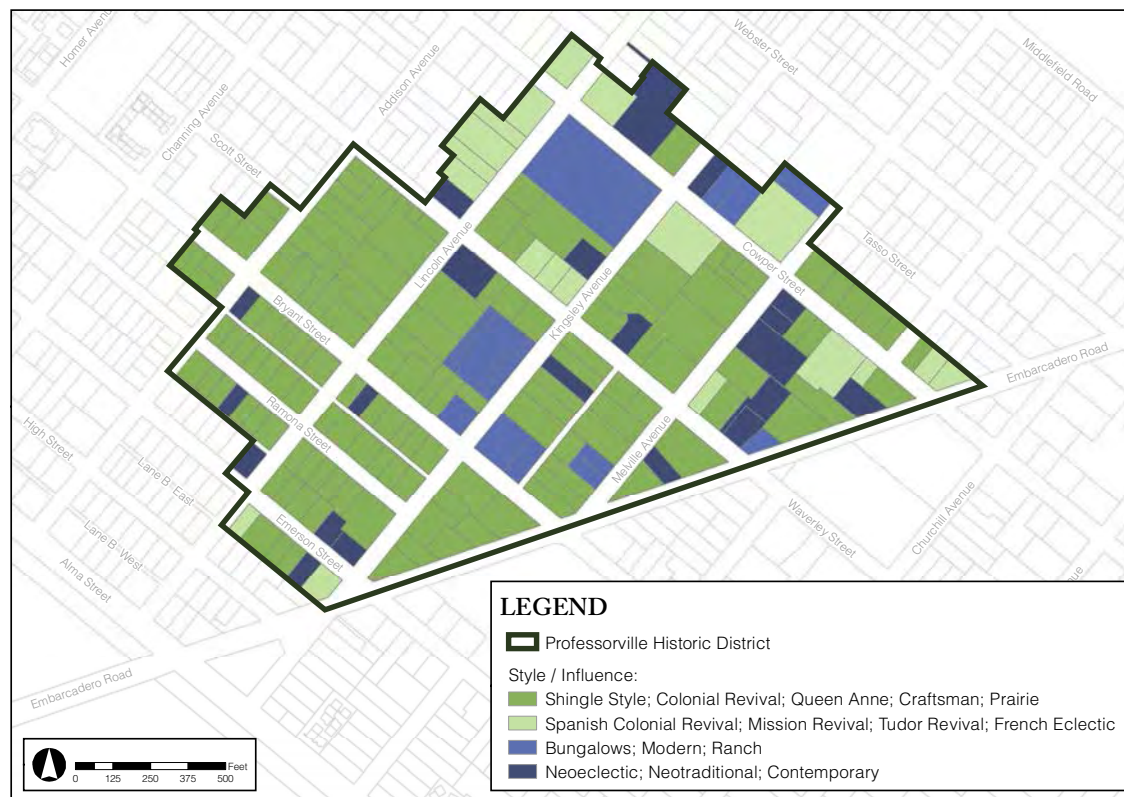 Homer Avenue
Webster Street
Middlefield Road
Addison Avenue
Channing Avenue
Scott Street
Lincoln Avenue
Tasso Street
Cowper Street
Kingsley Avenue
Bryant Street
Embarcadero Road
Ramona Street
High Street
Melville Avenue
Lane B East
Waverley Street
Churchill Avenue
Emerson Street
Lane B West
Alma Street
Embarcadero Road
LEGEND
Professorville Historic District
Style / Influence:
Shingle Style; Colonial Revival; Queen Anne; Craftsman; Prairie
Spanish Colonial Revival; Mission Revival; Tudor Revival; French Eclectic
Bungalows; Modern; Ranch
Neoeclectic; Neotraditional; Contemporary
Feet
0 125 250 375 500